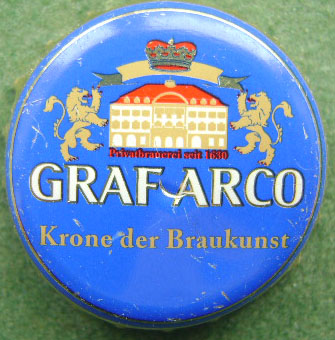 Privatbrauerei seit 1630
GRAF ARCO
Krone der Braukunst